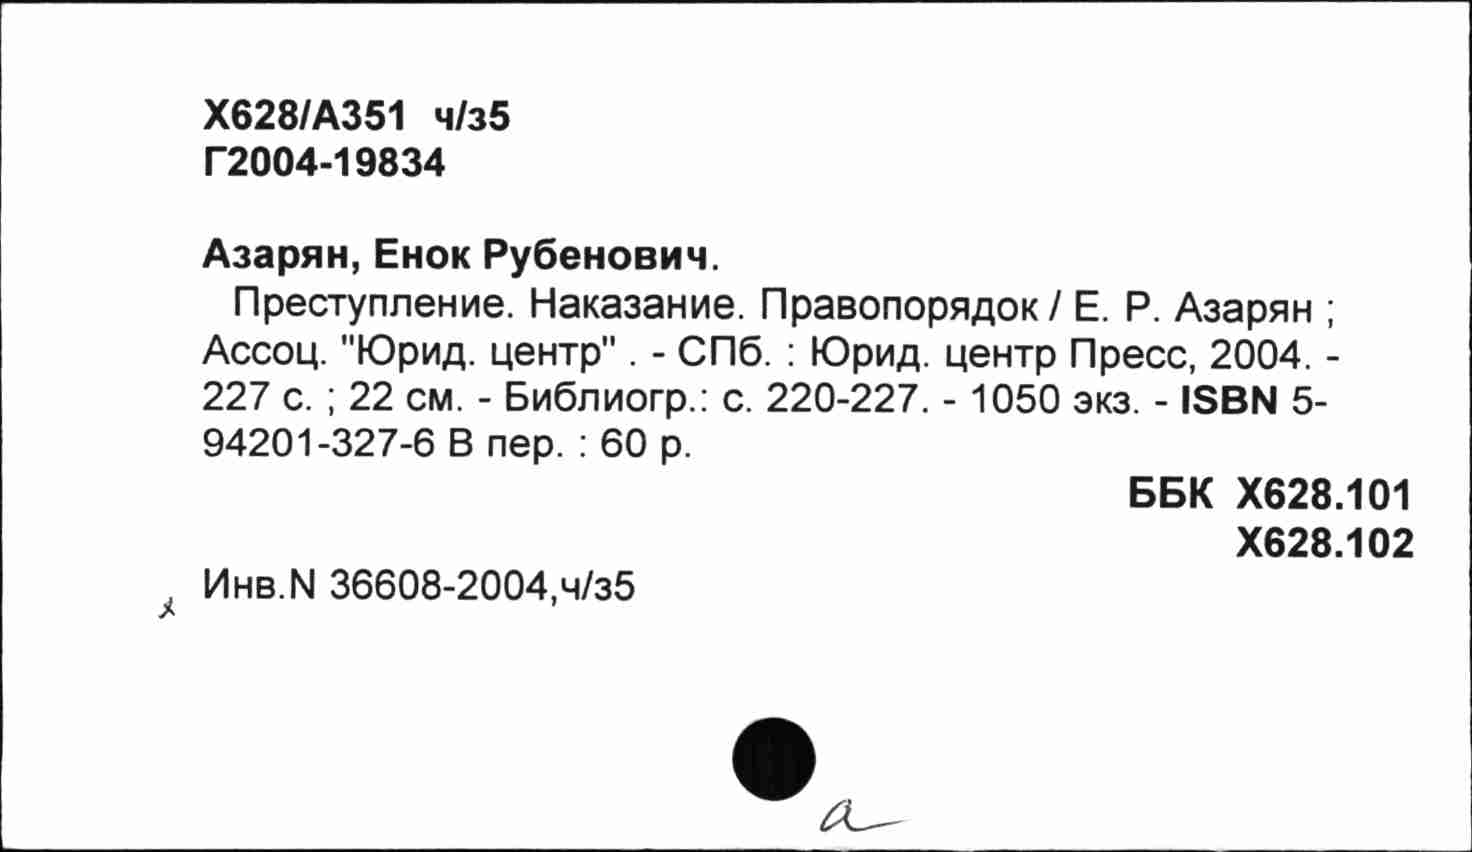 Х628/А351 ч/з5
Г2004-19834
Азарян, Енок Рубенович.
Преступление. Наказание. Правопорядок / Е. Р. Азарян ;
Ассоц. "Юрид. центр" . - СПб. : Юрид. центр Пресс, 2004. -
227 с. ; 22 см. - Библиогр.: с. 220-227. - 1050 экз. - ISBN 5-
94201-327-6 В пер. : 60 р.
ББК Х628.101
Х628.102
Инв.N 36608-2004,ч/з5
а